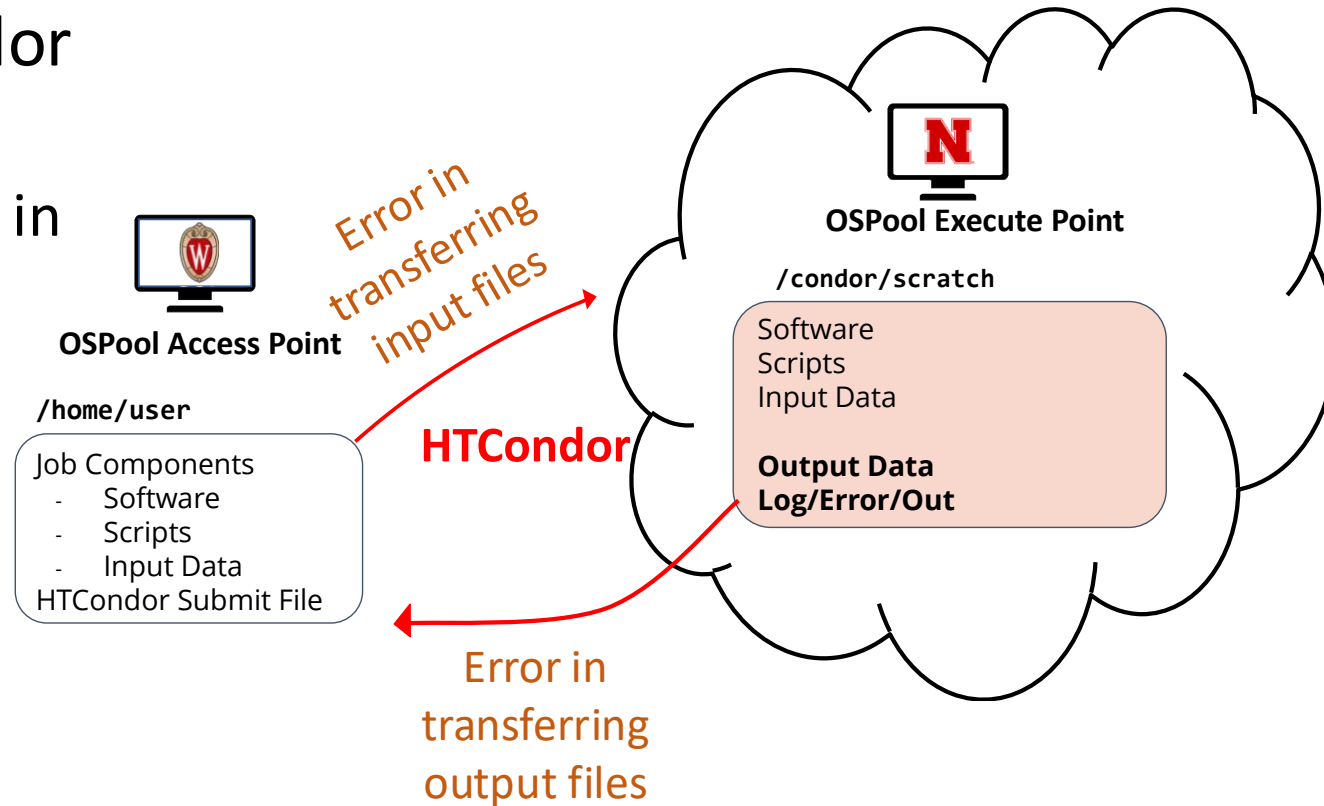 lor
in
W
OSPool Access Point
/home/user
Job Components
- Software
- Scripts
- Input Data
HTCondor Submit File
Error in
transferring
input files
HTCondor
Error in
transferring
output files
N
OSPool Execute Point
/condor/scratch
Software
Scripts
Input Data
Output Data
Log/Error/Out